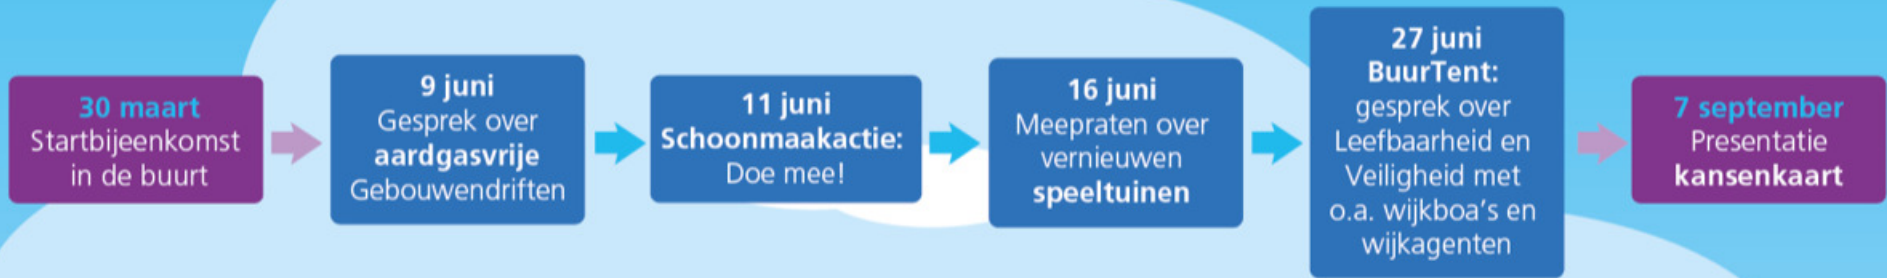 30 maart
Startbijeenkomst
in de buurt
9 juni
Gesprek over
aardgasvrije
Gebouwendriften
11 juni
Schoonmaakactie:
Doe mee!
16 juni
Meepraten over
vernieuwen
speeltuinen
27 juni
BuurTent:
gesprek over
Leefbaarheid en
Veiligheid met
o.a. wijkboa's en
wijkagenten
7 september
Presentatie
kansenkaart